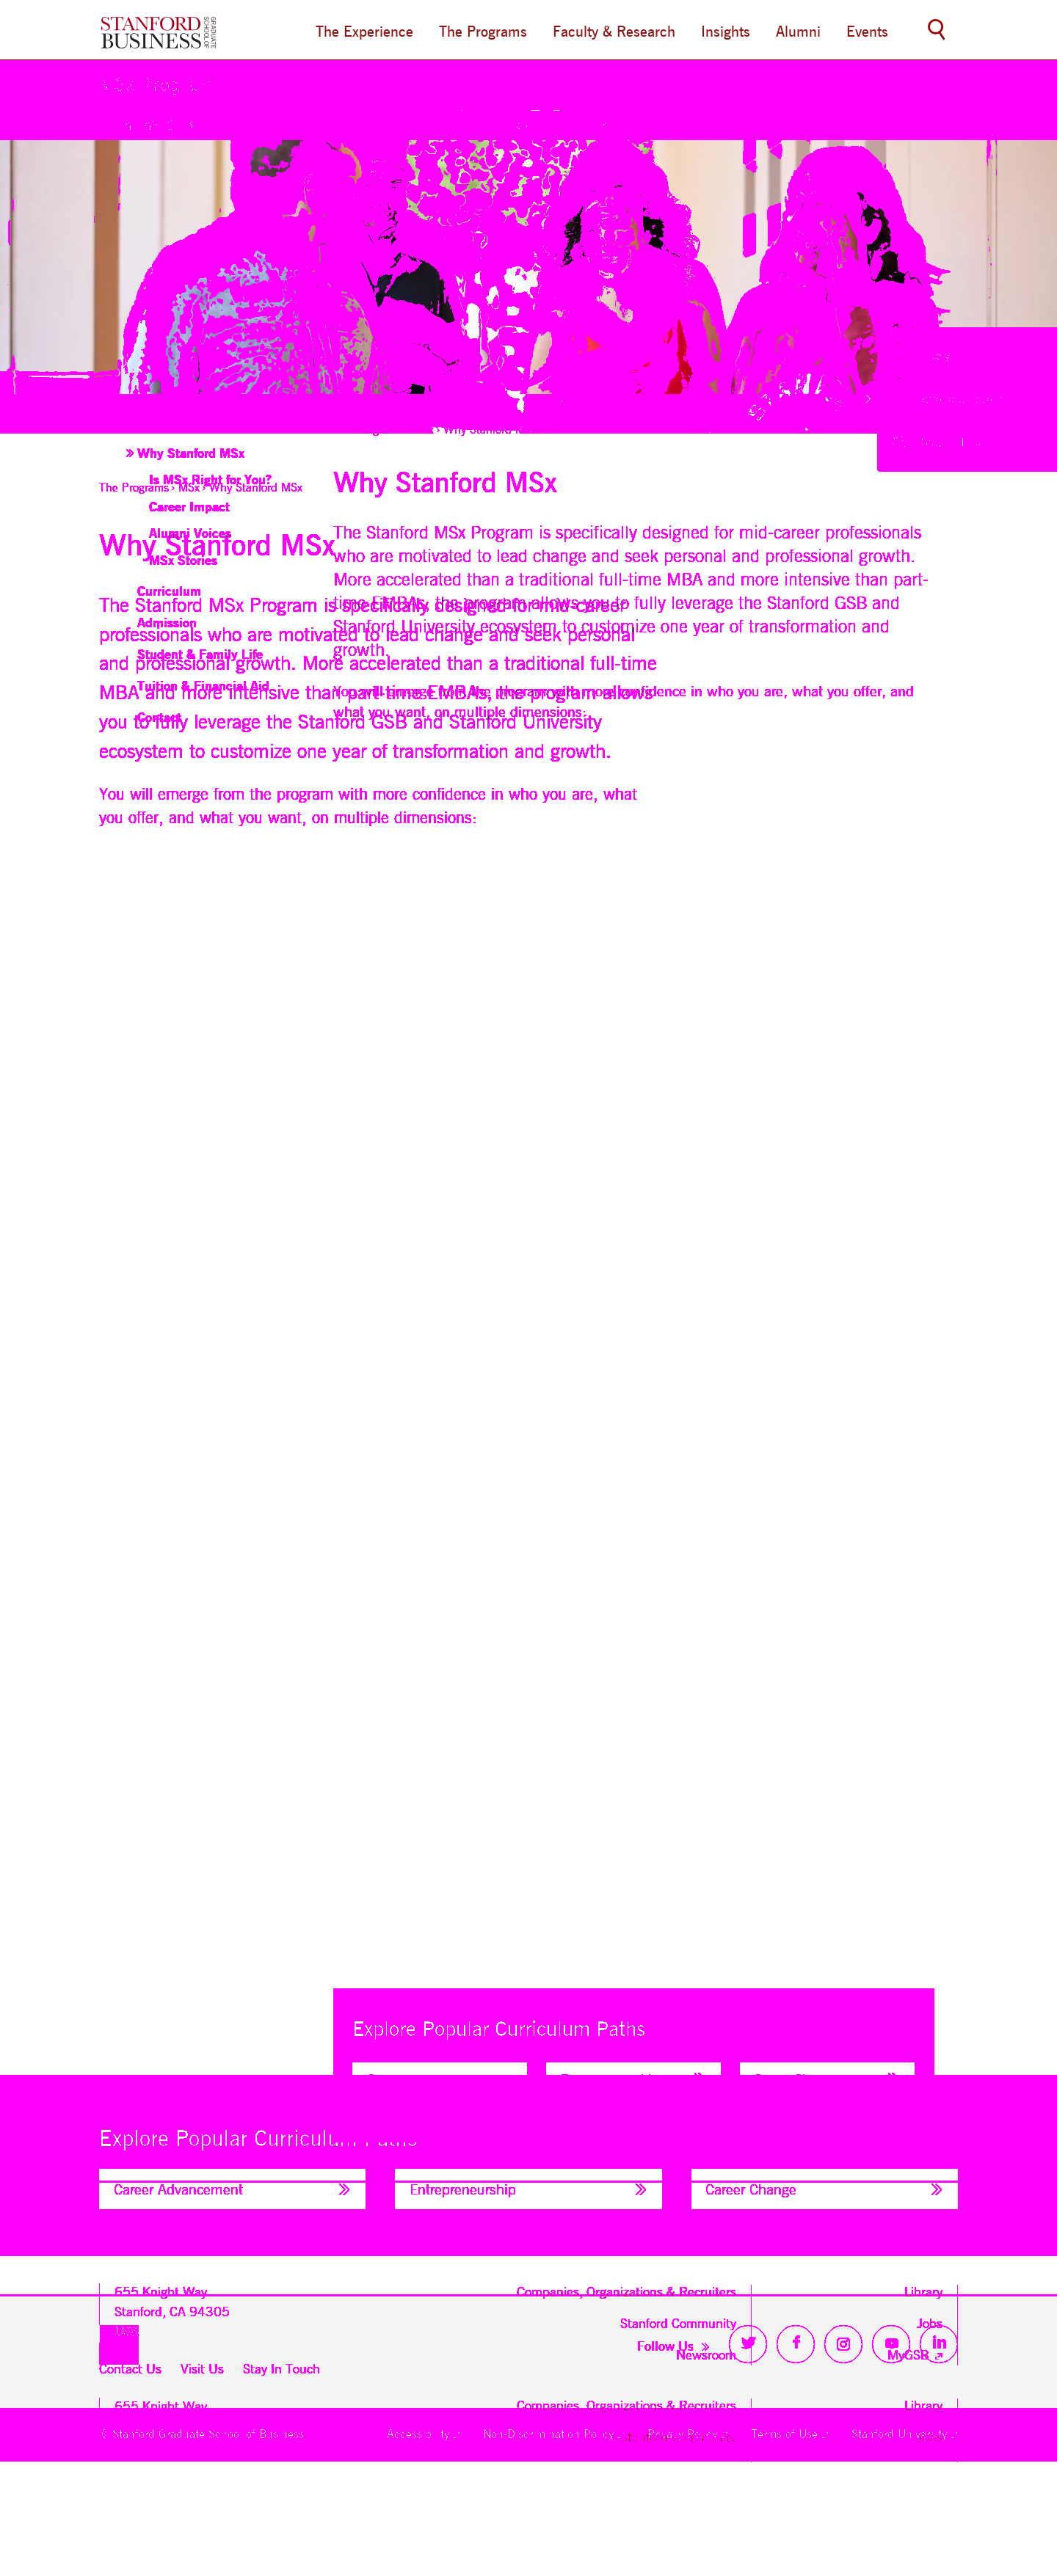 STANFORD
BUSINESS
GRADUATE
SCHOOL OF
The Experience
The Programs
Faculty & Research
Insights
Alumni
Events
Why Stanford MSx
Is MSx Right for You?
Career Impact
Alumni Voices
MSx Stories
Curriculum
Admission
Student & Family Life
Tuition & Financial Aid
Contact
Why Stanford MSx
The Stanford MSx Program is specifically designed for mid-career professionals
who are motivated to lead change and seek personal and professional growth.
More accelerated than a traditional full-time MBA and more intensive than part-
time EMBAs, the program allows you to fully leverage the Stanford GSB and
Stanford University ecosystem to customize one year of transformation and
growth.
You will emerge from the program with more confidence in who you are, what you offer, and
what you want, on multiple dimensions:
The Programs › MSx › Why Stanford MSx
Why Stanford MSx
The Stanford MSx Program is specifically designed for mid-career
professionals who are motivated to lead change and seek personal
and professional growth. More accelerated than a traditional full-time
MBA and more intensive than part-time EMBAs, the program allows
you to fully leverage the Stanford GSB and Stanford University
ecosystem to customize one year of transformation and growth.
You will emerge from the program with more confidence in who you are, what
you offer, and what you want, on multiple dimensions:
Explore Popular Curriculum Paths
Explore Popular Curriculum Paths
Career Advancement
Entrepreneurship
Career Change
655 Knight Way
Stanford, CA 94305
Companies, Organizations & Recruiters
Stanford Community
Newsroom
Library
Jobs
MyGSB
Follow Us
Contact Us
Visit Us
Stay In Touch
655 Knight Way
Companies, Organizations & Recruiters
Library
© Stanford Graduate School of Business
Accessibility
Non-Discrimination Policy
Privacy Policy
Terms of Use
Stanford University